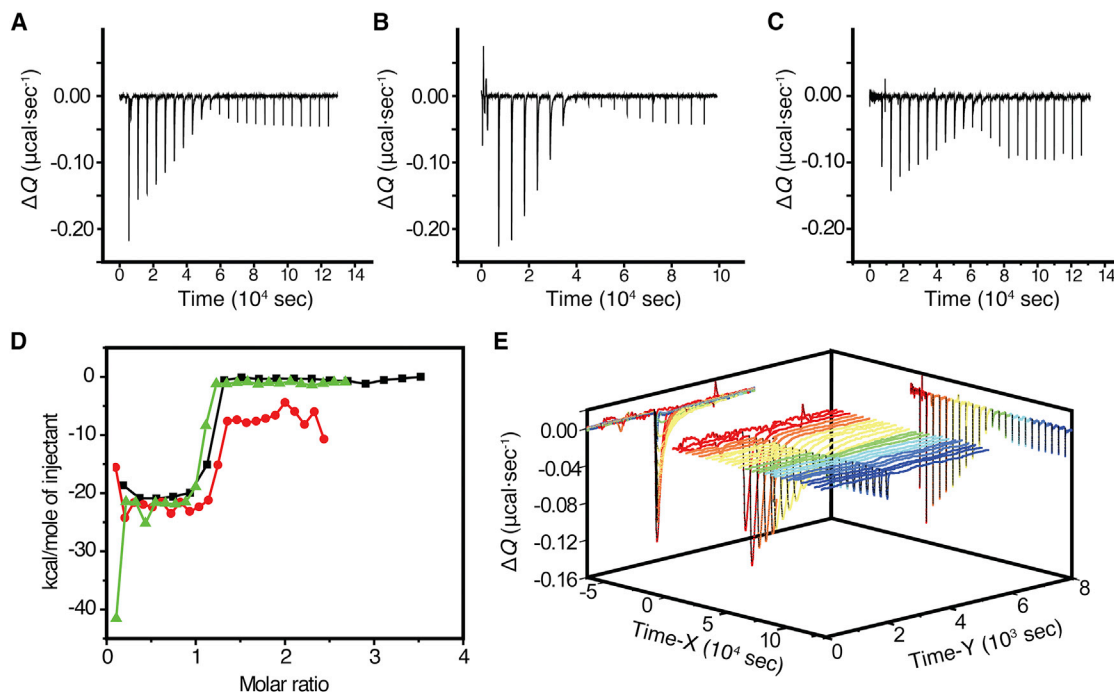 A
B
C
0.00
-0.10
-0.20
ΔQ (µcal·sec⁻¹)
0 2 4 6 8 10 12 14
Time (10⁴ sec)
0.00
-0.10
-0.20
ΔQ (µcal·sec⁻¹)
0 2 4 6 8 10
Time (10⁴ sec)
0.00
-0.10
-0.20
ΔQ (µcal·sec⁻¹)
0 2 4 6 8 10 12 14
Time (10⁴ sec)
D
0
-10
-20
-30
-40
kcal/mole of injectant
0 1 2 3 4
Molar ratio
E
0.00
-0.04
-0.08
-0.12
-0.16
ΔQ (µcal·sec⁻¹)
-5 0 5 10
Time-X (10⁴ sec)
0 2 4 6 8
Time-Y (10³ sec)